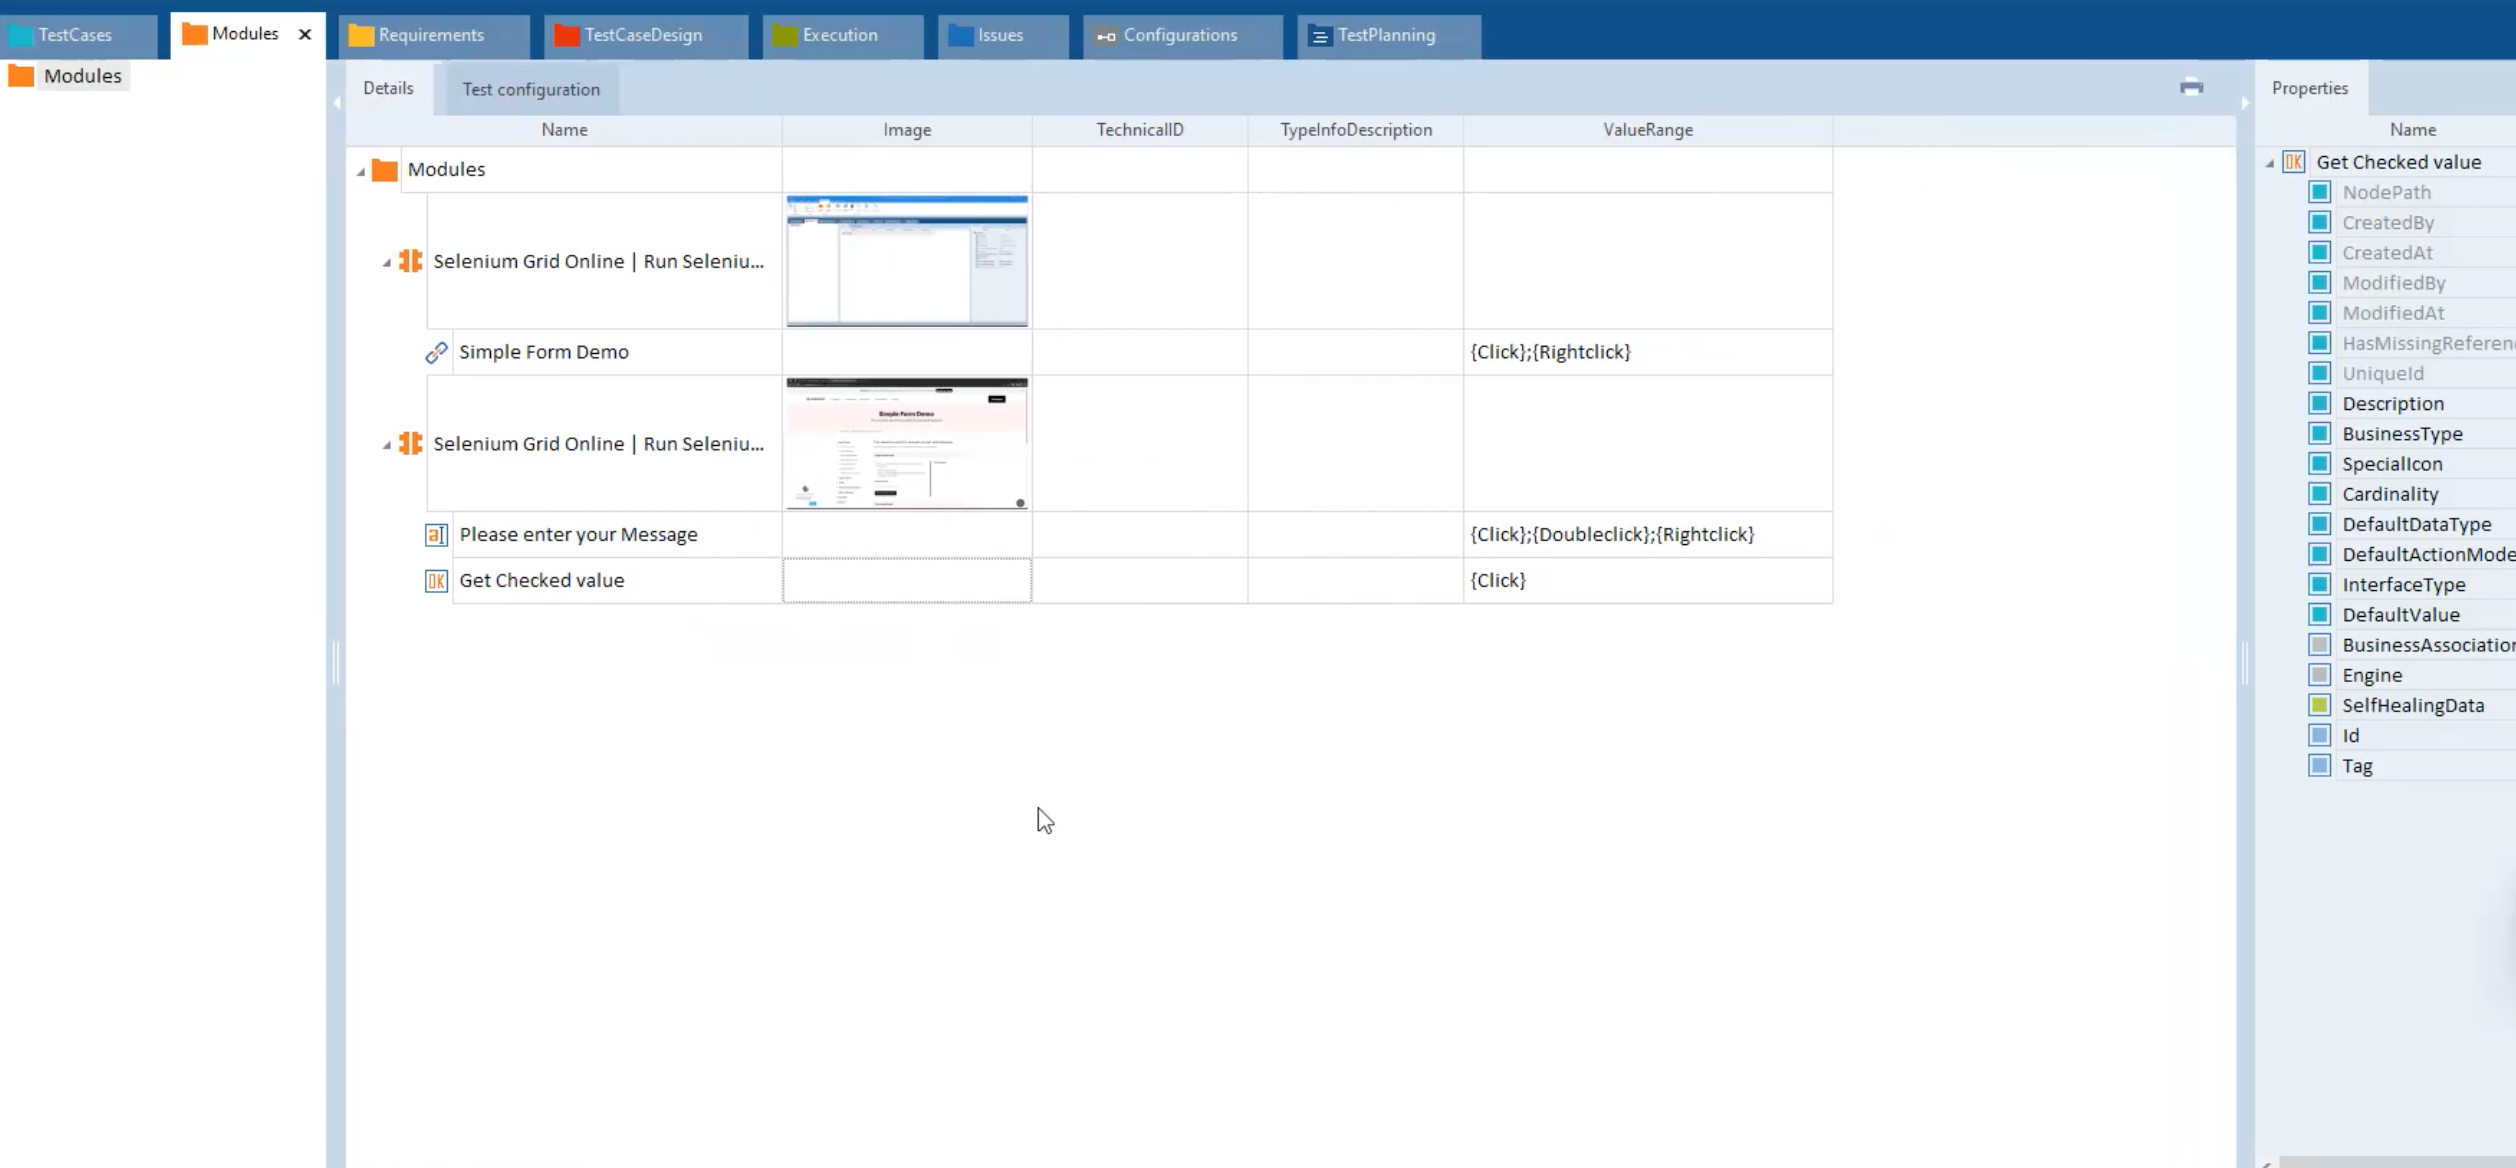 TestCases
Modules
Requirements
TestCaseDesign
Execution
Issues
Configurations
TestPlanning
Modules
Details
Test configuration
Name
Image
TechnicalID
TypeInfoDescription
ValueRange
Modules
Selenium Grid Online | Run Seleniu...
Simple Form Demo
{Click};{Rightclick}
Selenium Grid Online | Run Seleniu...
Simple Form Demo
Please enter your Message
{Click};{Doubleclick};{Rightclick}
Get Checked value
{Click}
Properties
Name
Get Checked value
NodePath
CreatedBy
CreatedAt
ModifiedBy
ModifiedAt
HasMissingReferen
UniqueId
Description
BusinessType
SpecialIcon
Cardinality
DefaultDataType
DefaultActionMode
InterfaceType
DefaultValue
BusinessAssociation
Engine
SelfHealingData
Id
Tag